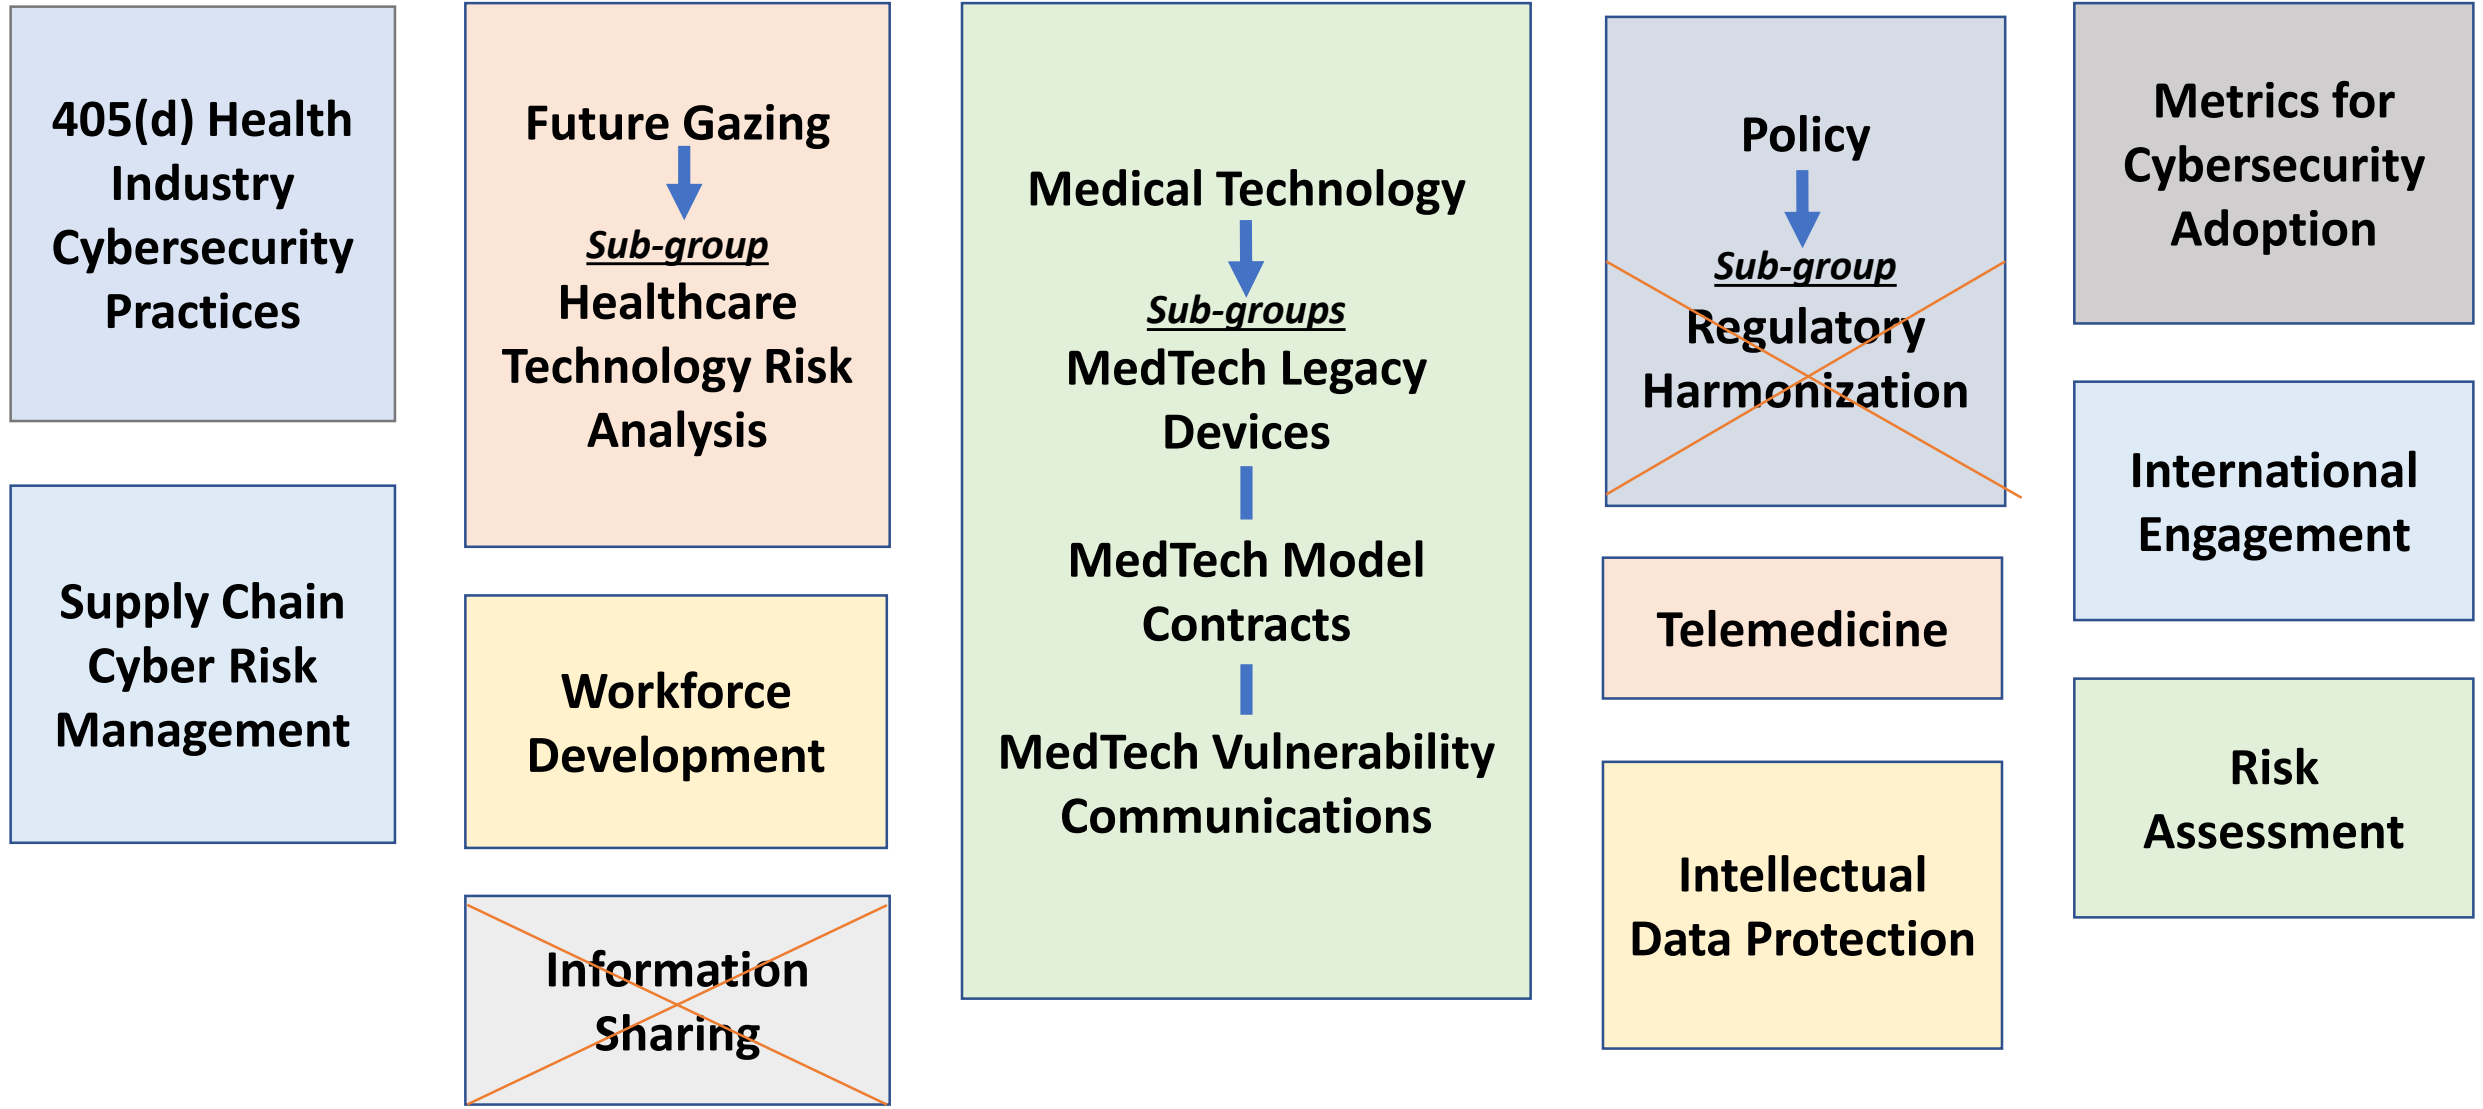 405(d) Health
Industry
Cybersecurity
Practices
Supply Chain
Cyber Risk
Management
Future Gazing
Sub-group
Healthcare
Technology Risk
Analysis
Workforce
Development
Information
Sharing
Medical Technology
Sub-groups
MedTech Legacy
Devices
MedTech Model
Contracts
MedTech Vulnerability
Communications
Policy
Sub-group
Regulatory
Harmonization
Telemedicine
Intellectual
Data Protection
Metrics for
Cybersecurity
Adoption
International
Engagement
Risk
Assessment